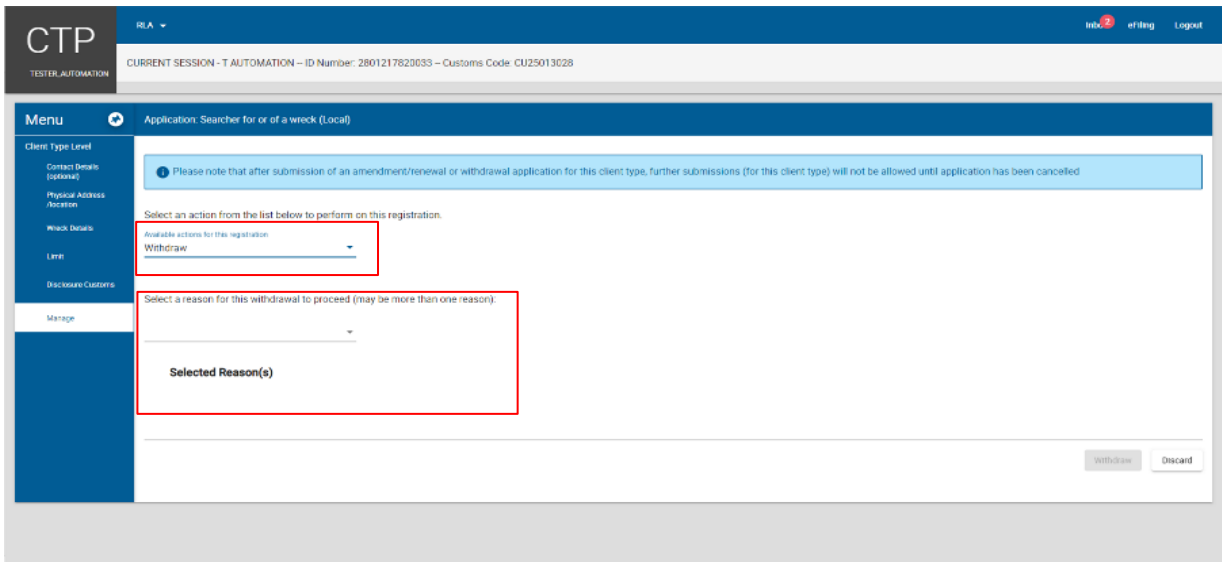 CTP
TESTER, AUTOMATION
RLA
2
eFiling
Logout
CURRENT SESSION - T AUTOMATION – ID Number: 2801217820033 – Customs Code: CU25013028
Menu
Application: Searcher for or of a wreck (Local)
Client Type Level
Contact Details
(optional)
Physical Address
/location
Wreck Details
Limit
Disclosure Customs
Manage
Please note that after submission of an amendment/renewal or withdrawal application for this client type, further submissions (for this client type) will not be allowed until application has been cancelled
Select an action from the list below to perform on this registration.
Available actions for this registration
Withdraw
Select a reason for this withdrawal to proceed (may be more than one reason):
Selected Reason(s)
Withdraw
Discard